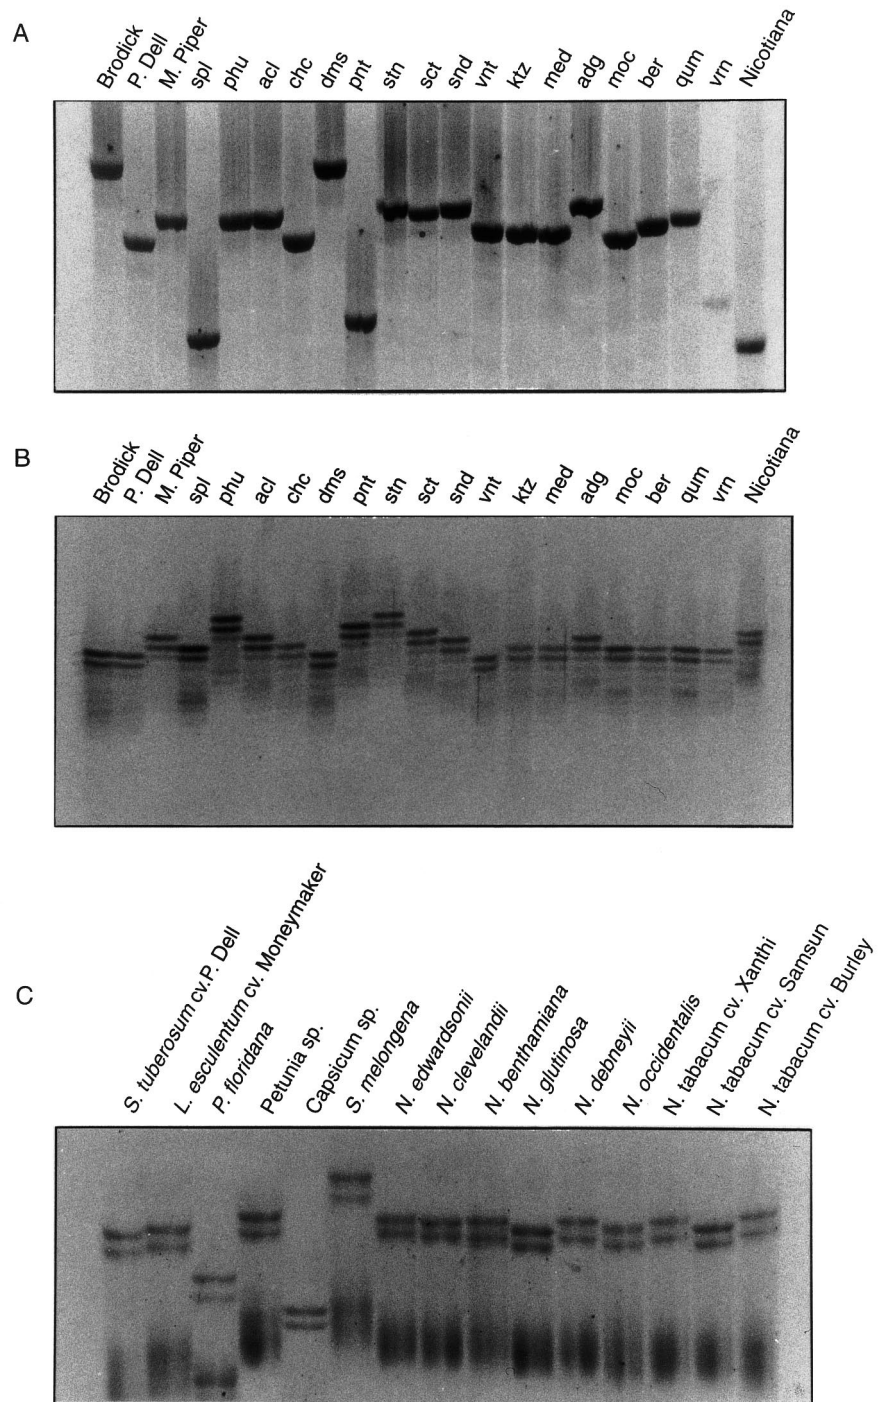 A
Brodick
P. Dell
M. Piper
spl
phu
acl
chc
dms
pnt
stn
sct
snd
vnt
ktz
med
adg
moc
ber
qum
vrn
Nicotiana
B
Brodick
P. Dell
M. Piper
spl
phu
acl
chc
dms
pnt
stn
sct
snd
vnt
ktz
med
adg
moc
ber
qum
vrn
Nicotiana
C
S. tuberosum cv.P. Dell
L. esculentum cv. Moneymaker
P. floridana
Petunia sp.
Capsicum sp.
S. melongena
N. edwardsonii
N. clevelandii
N. benthamiana
N. glutinosa
N. debneyii
N. occidentalis
N. tabacum cv. Xanthi
N. tabacum cv. Samsun
N. tabacum cv. Burley